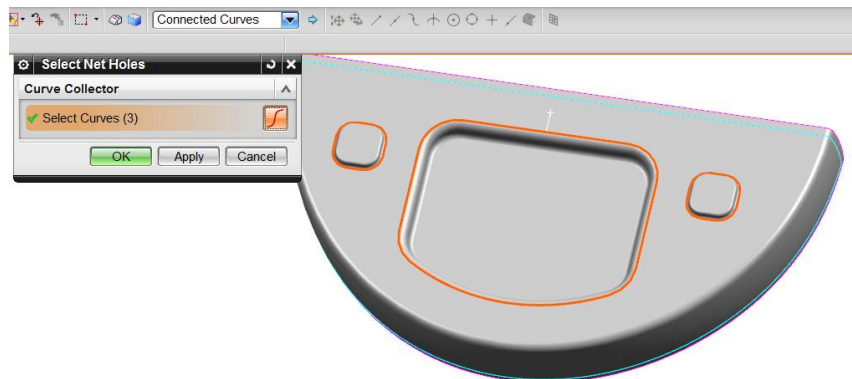 Connected Curves
Select Net Holes
Curve Collector
Select Curves (3)
OK Apply Cancel